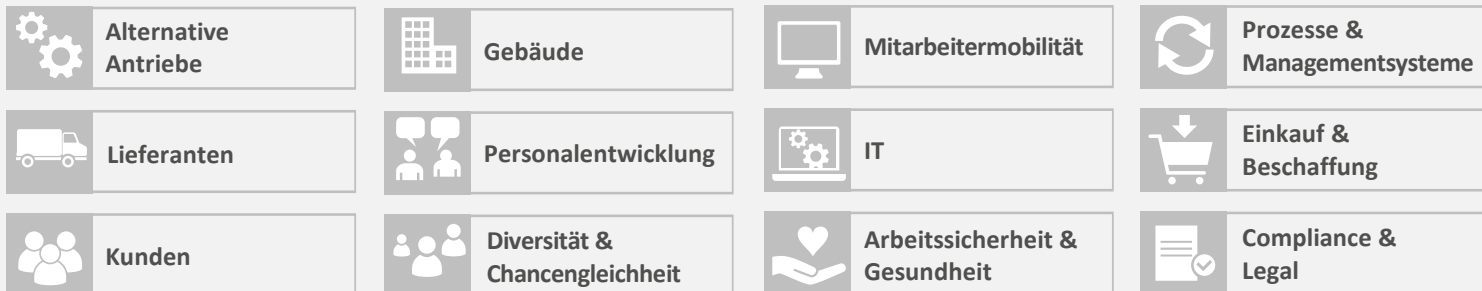 Alternative
Antriebe
Gebäude
Mitarbeitermobilität
Prozesse &
Managementsysteme
Lieferanten
Personalentwicklung
IT
Einkauf &
Beschaffung
Kunden
Diversität &
Chancengleichheit
Arbeitssicherheit &
Gesundheit
Compliance &
Legal